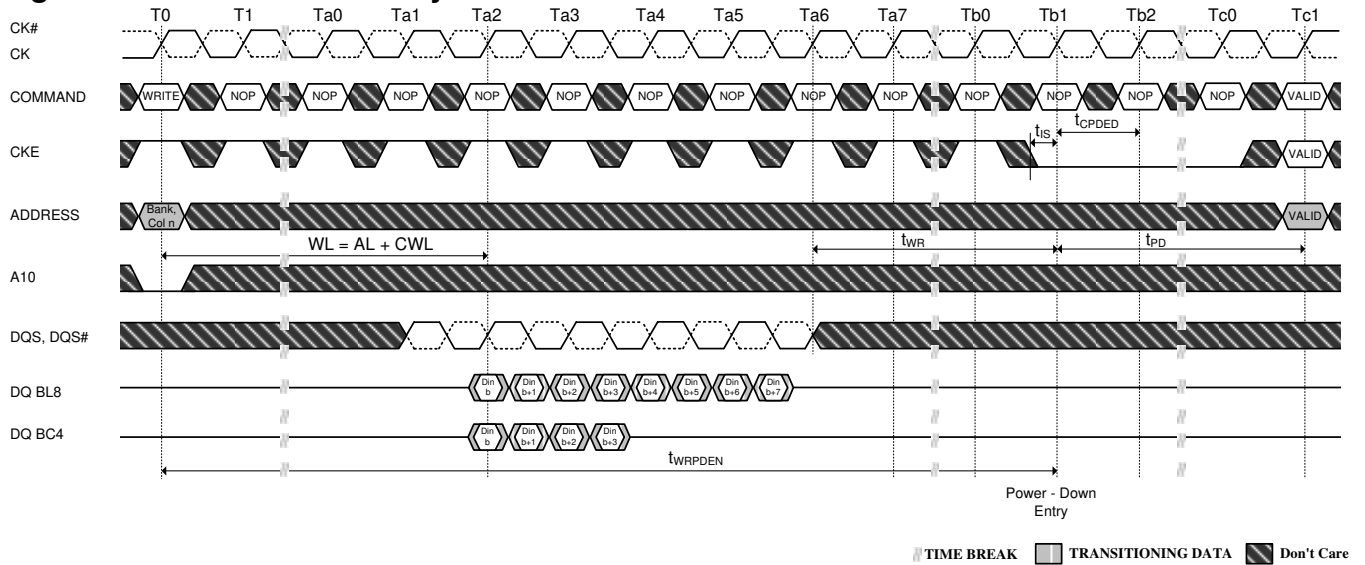 T0 T1 Ta0 Ta1 Ta2 Ta3 Ta4 Ta5 Ta6 Ta7 Tb0 Tb1 Tb2 Tc0 Tc1
CK#
CK
COMMAND WRITE NOP NOP NOP NOP NOP NOP NOP NOP NOP NOP NOP NOP NOP VALID
tIS tCPDED
CKE VALID
ADDRESS Bank, Col n VALID
WL = AL + CWL tWR tPD
A10
DQS, DQS#
DQ BL8 Din b Din b+1 Din b+2 Din b+3 Din b+4 Din b+5 Din b+6 Din b+7
DQ BC4 Din b Din b+1 Din b+2 Din b+3
tWRPDEN
Power - Down
Entry
TIME BREAK TRANSITIONING DATA Don't Care